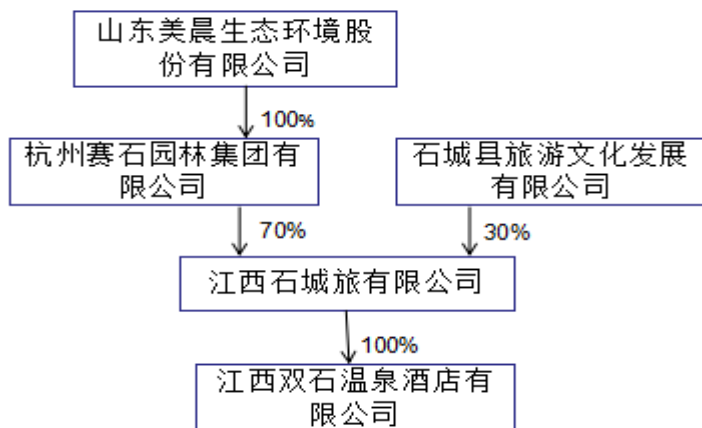 山东美晨生态环境股
份有限公司
100%
杭州赛石园林集团有
限公司
石城县旅游文化发展
有限公司
70%
30%
江西石城旅有限公司
100%
江西双石温泉酒店有
限公司